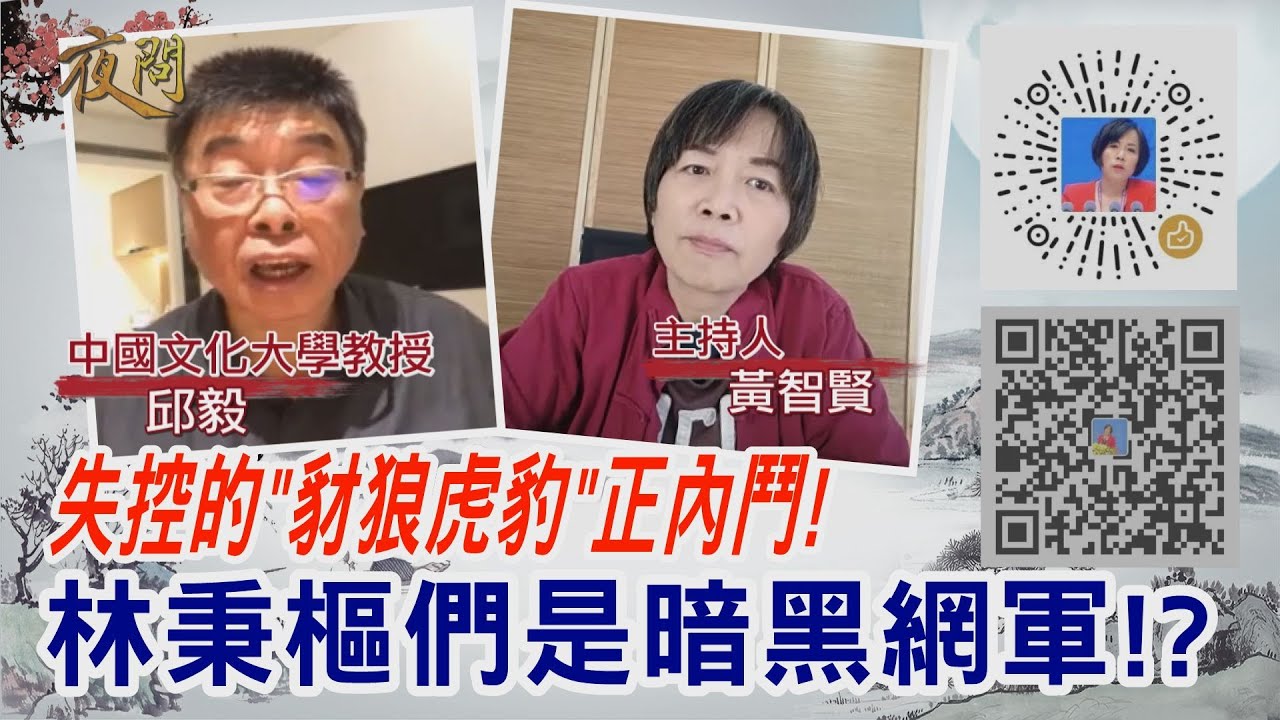 夜問
中國文化大學教授
邱毅
主持人
黃智賢
失控的"豺狼虎豹"正內鬥!
林秉樞們是暗黑網軍!?